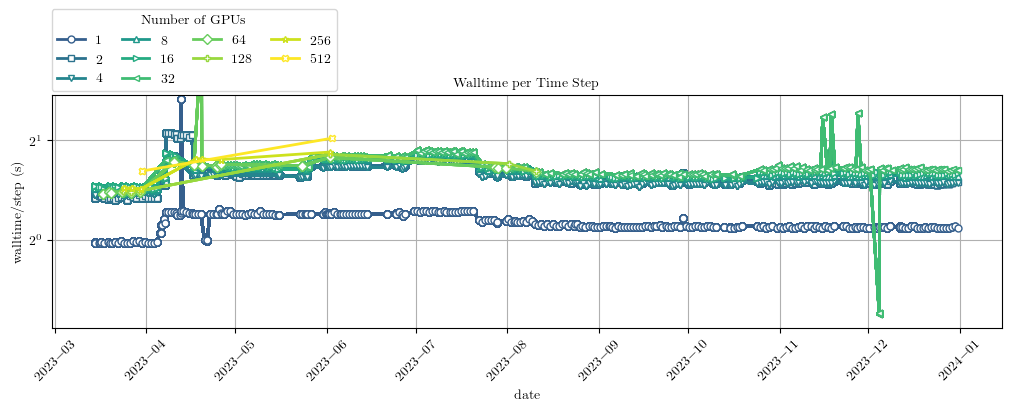 Number of GPUs
1 8 64 256
2 16 128 512
4 32
Walltime per Time Step
walltime/step (s)
2^1
2^0
2023−03 2023−04 2023−05 2023−06 2023−07 2023−08 2023−09 2023−10 2023−11 2023−12 2024−01
date